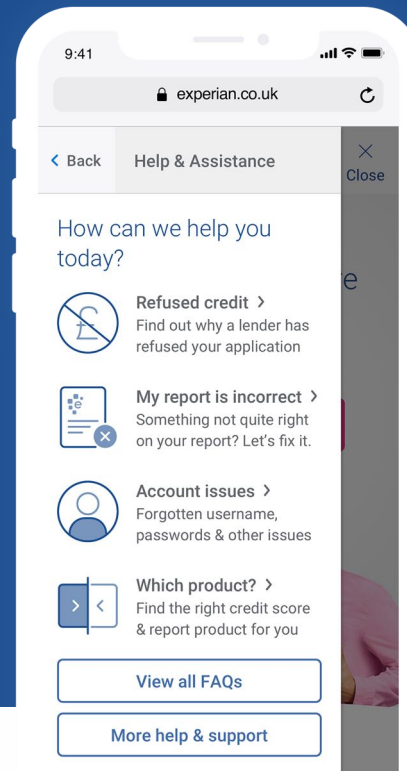 9:41
experian.co.uk
Back
Help & Assistance
Close
How can we help you
today?
Refused credit
Find out why a lender has
refused your application
My report is incorrect
Something not quite right
on your report? Let's fix it.
Account issues
Forgotten username,
passwords & other issues
Which product?
Find the right credit score
& report product for you
View all FAQs
More help & support